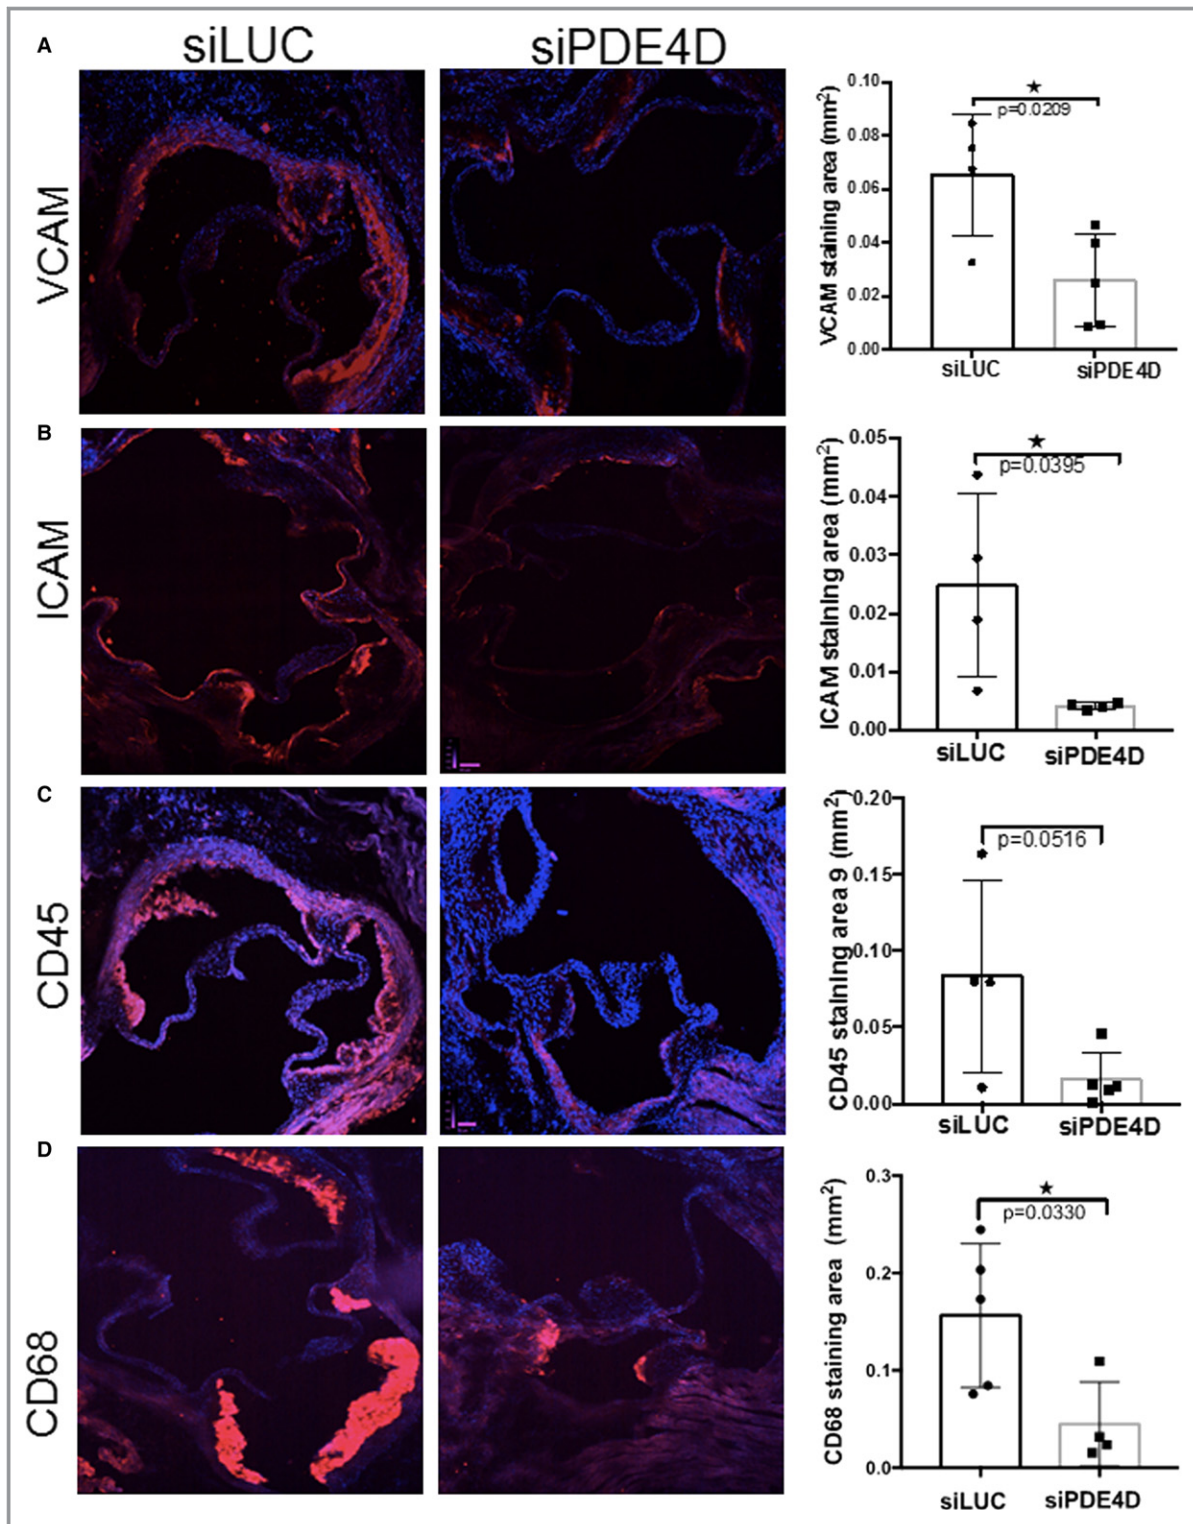 A
siLUC
siPDE4D
VCAM
VCAM staining area (mm2)
0.10
0.08
0.06
0.04
0.02
0.00
★
p=0.0209
siLUC
siPDE4D
B
ICAM
ICAM staining area (mm2)
0.05
0.04
0.03
0.02
0.01
0.00
★
p=0.0395
siLUC
siPDE4D
C
CD45
CD45 staining area 9 (mm2)
0.20
0.15
0.10
0.05
0.00
p=0.0516
siLUC
siPDE4D
D
CD68
CD68 staining area (mm2)
0.3
0.2
0.1
0.0
★
p=0.0330
siLUC
siPDE4D